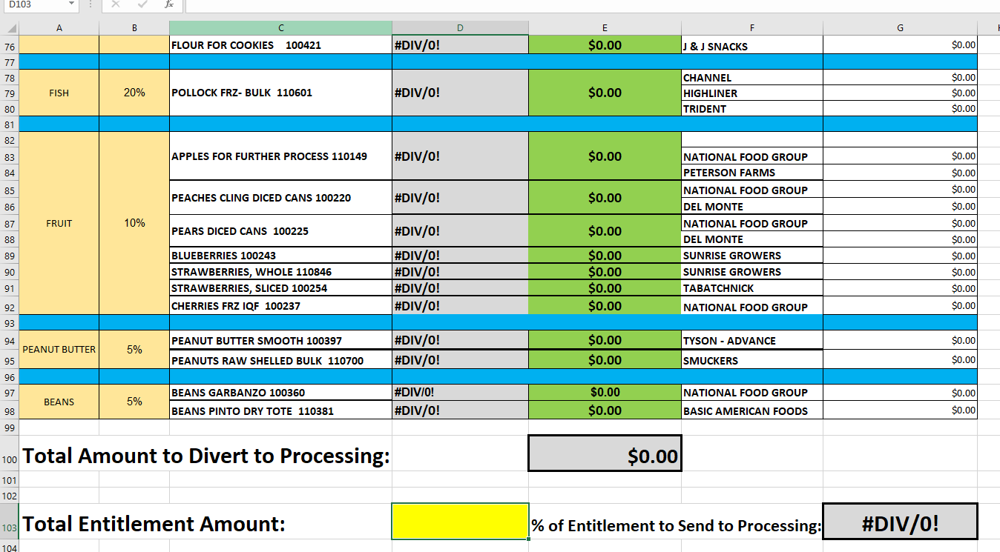 D103 fx
A B C D E F G H
76 FLOUR FOR COOKIES 100421 #DIV/0! $0.00 J & J SNACKS $0.00
77
78 CHANNEL $0.00
79 FISH 20% POLLOCK FRZ- BULK 110601 #DIV/0! $0.00 HIGHLINER $0.00
80 TRIDENT $0.00
81
82
83 APPLES FOR FURTHER PROCESS 110149 #DIV/0! $0.00 NATIONAL FOOD GROUP $0.00
84 PETERSON FARMS $0.00
85 PEACHES CLING DICED CANS 100220 #DIV/0! $0.00 NATIONAL FOOD GROUP $0.00
86 DEL MONTE $0.00
87 FRUIT 10% PEARS DICED CANS 100225 #DIV/0! $0.00 NATIONAL FOOD GROUP $0.00
88 DEL MONTE $0.00
89 BLUEBERRIES 100243 #DIV/0! $0.00 SUNRISE GROWERS $0.00
90 STRAWBERRIES, WHOLE 110846 #DIV/0! $0.00 SUNRISE GROWERS $0.00
91 STRAWBERRIES, SLICED 100254 #DIV/0! $0.00 TABATCHNICK $0.00
92 CHERRIES FRZ IQF 100237 #DIV/0! $0.00 NATIONAL FOOD GROUP $0.00
93
94 PEANUT BUTTER 5% PEANUT BUTTER SMOOTH 100397 #DIV/0! $0.00 TYSON - ADVANCE $0.00
95 PEANUTS RAW SHELLED BULK 110700 #DIV/0! $0.00 SMUCKERS $0.00
96
97 BEANS 5% BEANS GARBANZO 100360 #DIV/0! $0.00 NATIONAL FOOD GROUP $0.00
98 BEANS PINTO DRY TOTE 110381 #DIV/0! $0.00 BASIC AMERICAN FOODS $0.00
99
100 Total Amount to Divert to Processing: $0.00
101
102
103 Total Entitlement Amount: % of Entitlement to Send to Processing: #DIV/0!
104